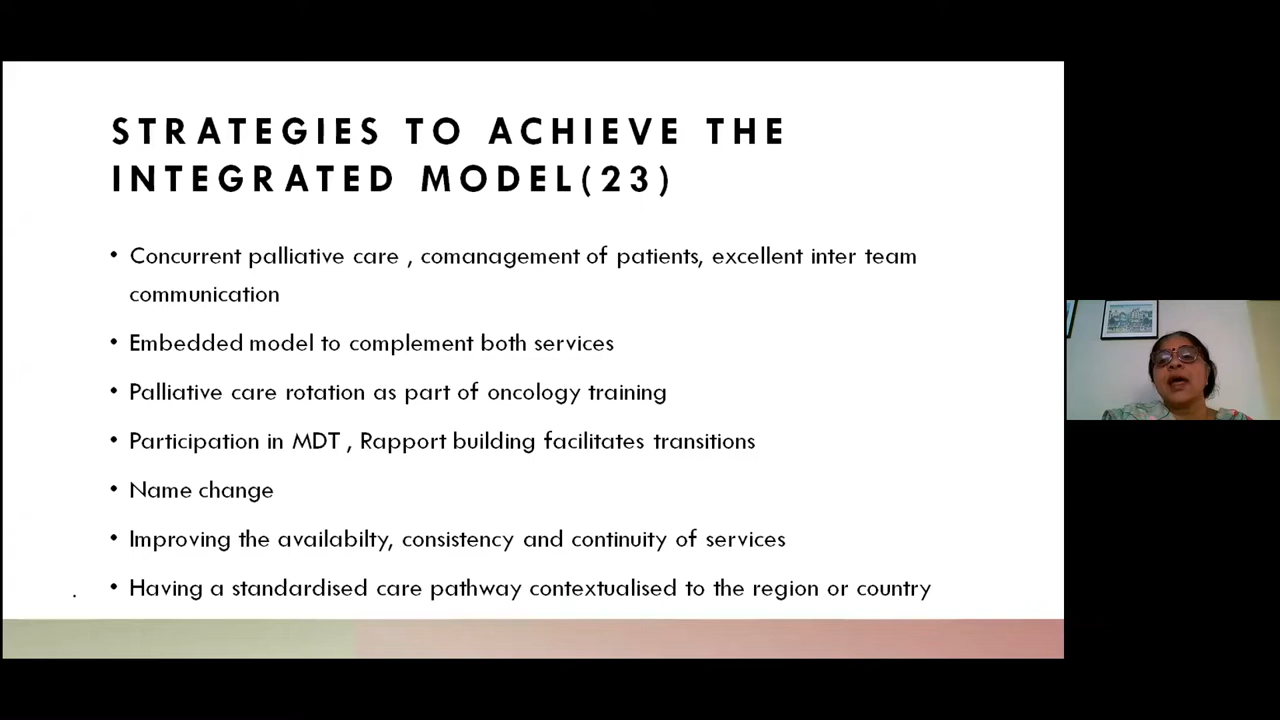 STRATEGIES TO ACHIEVE THE
INTEGRATED MODEL(23)
• Concurrent palliative care , comanagement of patients, excellent inter team
communication
• Embedded model to complement both services
• Palliative care rotation as part of oncology training
• Participation in MDT , Rapport building facilitates transitions
• Name change
• Improving the availabilty, consistency and continuity of services
• Having a standardised care pathway contextualised to the region or country
.